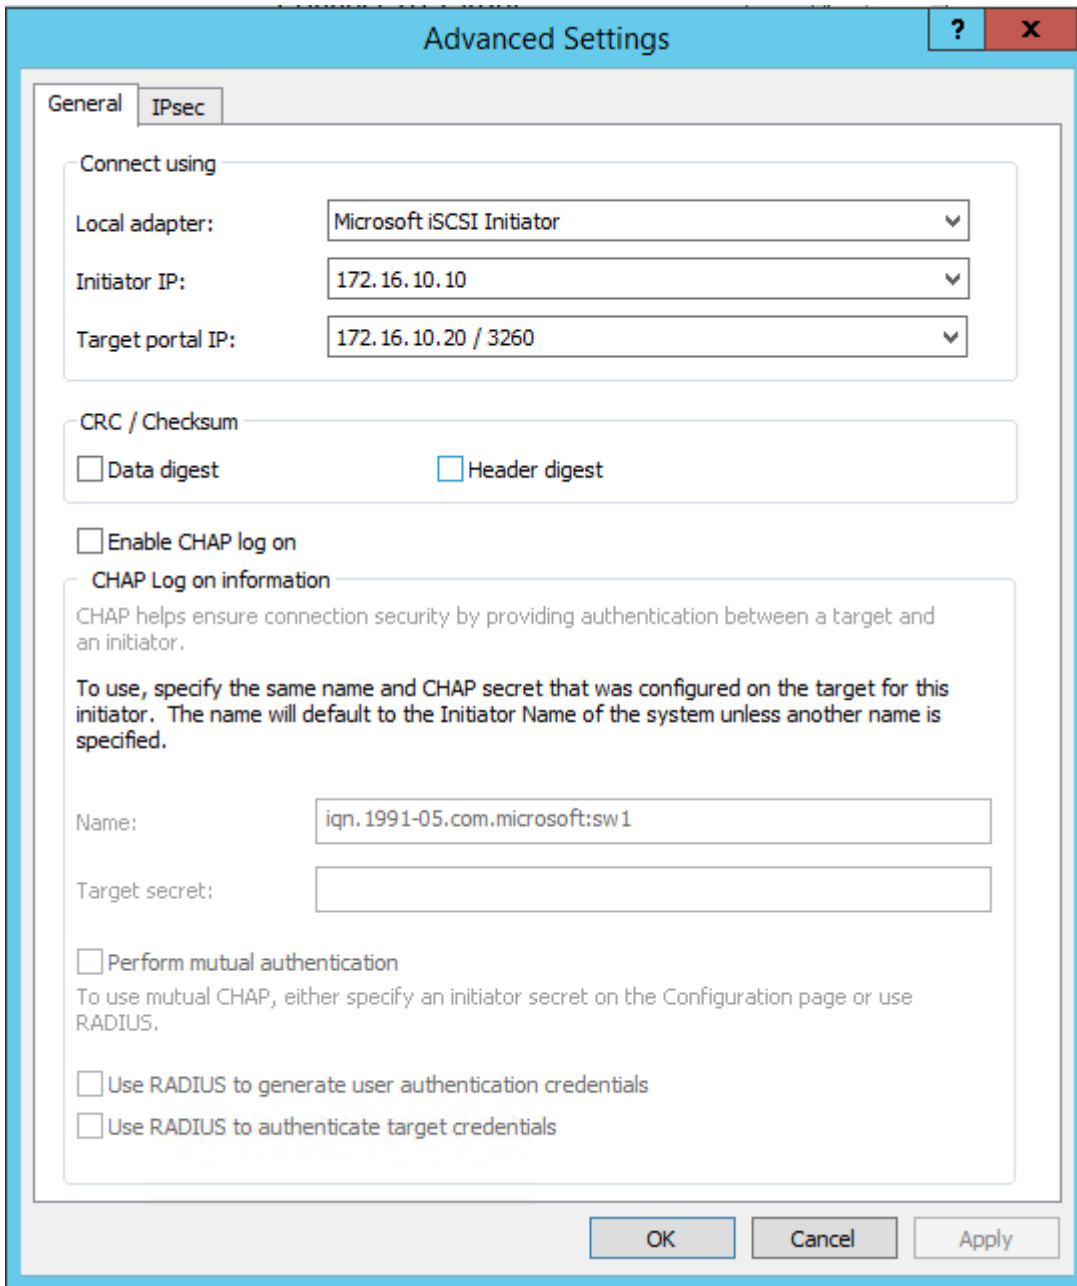 Advanced Settings
?
x
General
IPsec
Connect using
Local adapter:
Microsoft iSCSI Initiator
Initiator IP:
172.16.10.10
Target portal IP:
172.16.10.20 / 3260
CRC / Checksum
Data digest
Header digest
Enable CHAP log on
CHAP Log on information
CHAP helps ensure connection security by providing authentication between a target and
an initiator.
To use, specify the same name and CHAP secret that was configured on the target for this
initiator.  The name will default to the Initiator Name of the system unless another name is
specified.
Name:
iqn.1991-05.com.microsoft:sw1
Target secret:
Perform mutual authentication
To use mutual CHAP, either specify an initiator secret on the Configuration page or use
RADIUS.
Use RADIUS to generate user authentication credentials
Use RADIUS to authenticate target credentials
OK
Cancel
Apply